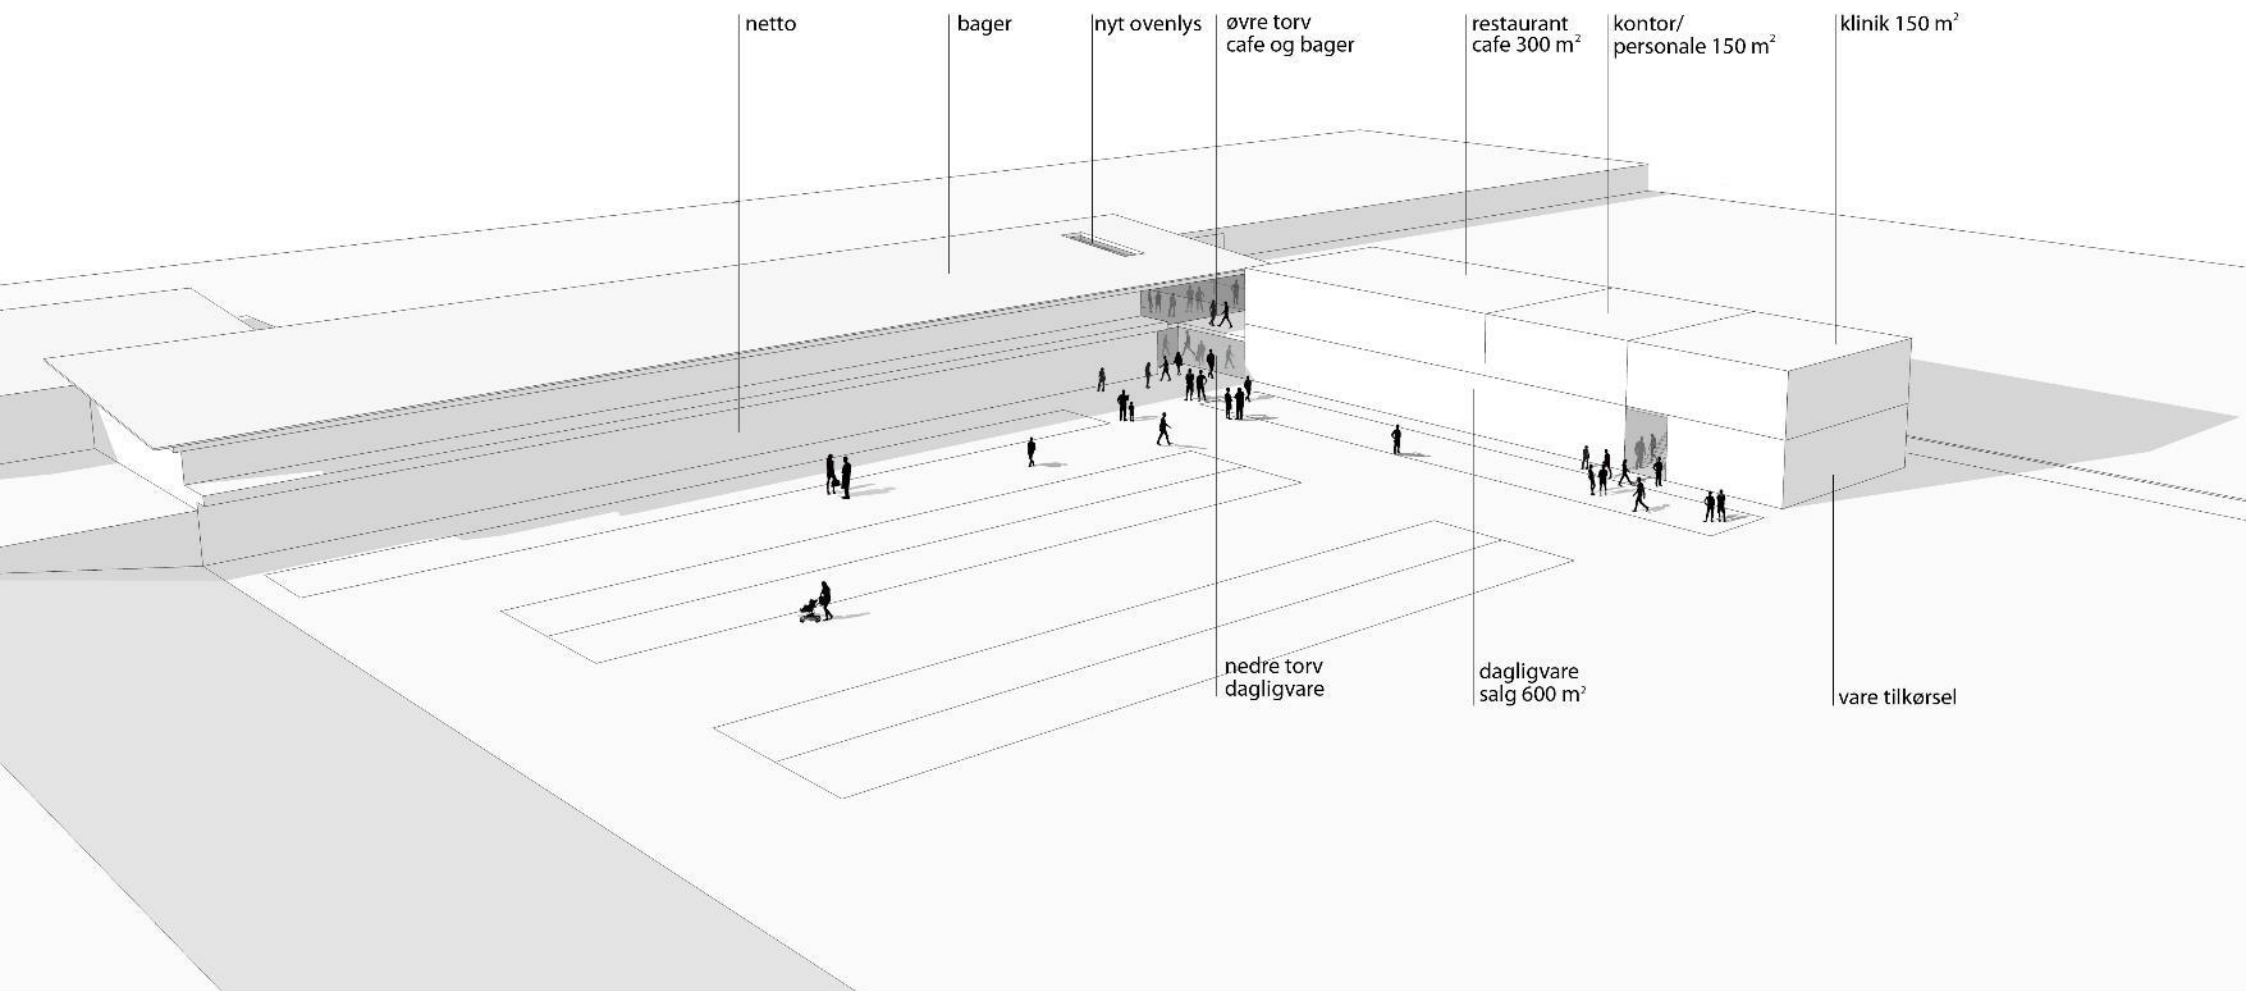 netto
bager
nyt ovenlys
øvre torv
cafe og bager
restaurant
cafe 300 m²
kontor/
personale 150 m²
klinik 150 m²
nedre torv
dagligvare
dagligvare
salg 600 m²
vare tilkørsel